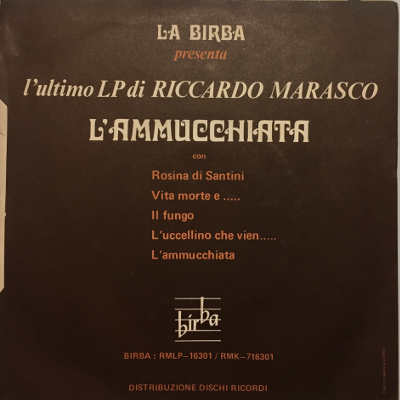 LA BIRBA
presenta
l'ultimo LP di RICCARDO MARASCO
L'AMMUCCHIATA
con
Rosina di Santini
Vita morte e .....
Il fungo
L'uccellino che vien.....
L'ammucchiata
birba
BIRBA : RMLP-16301 / RMK-716301
DISTRIBUZIONE DISCHI RICORDI